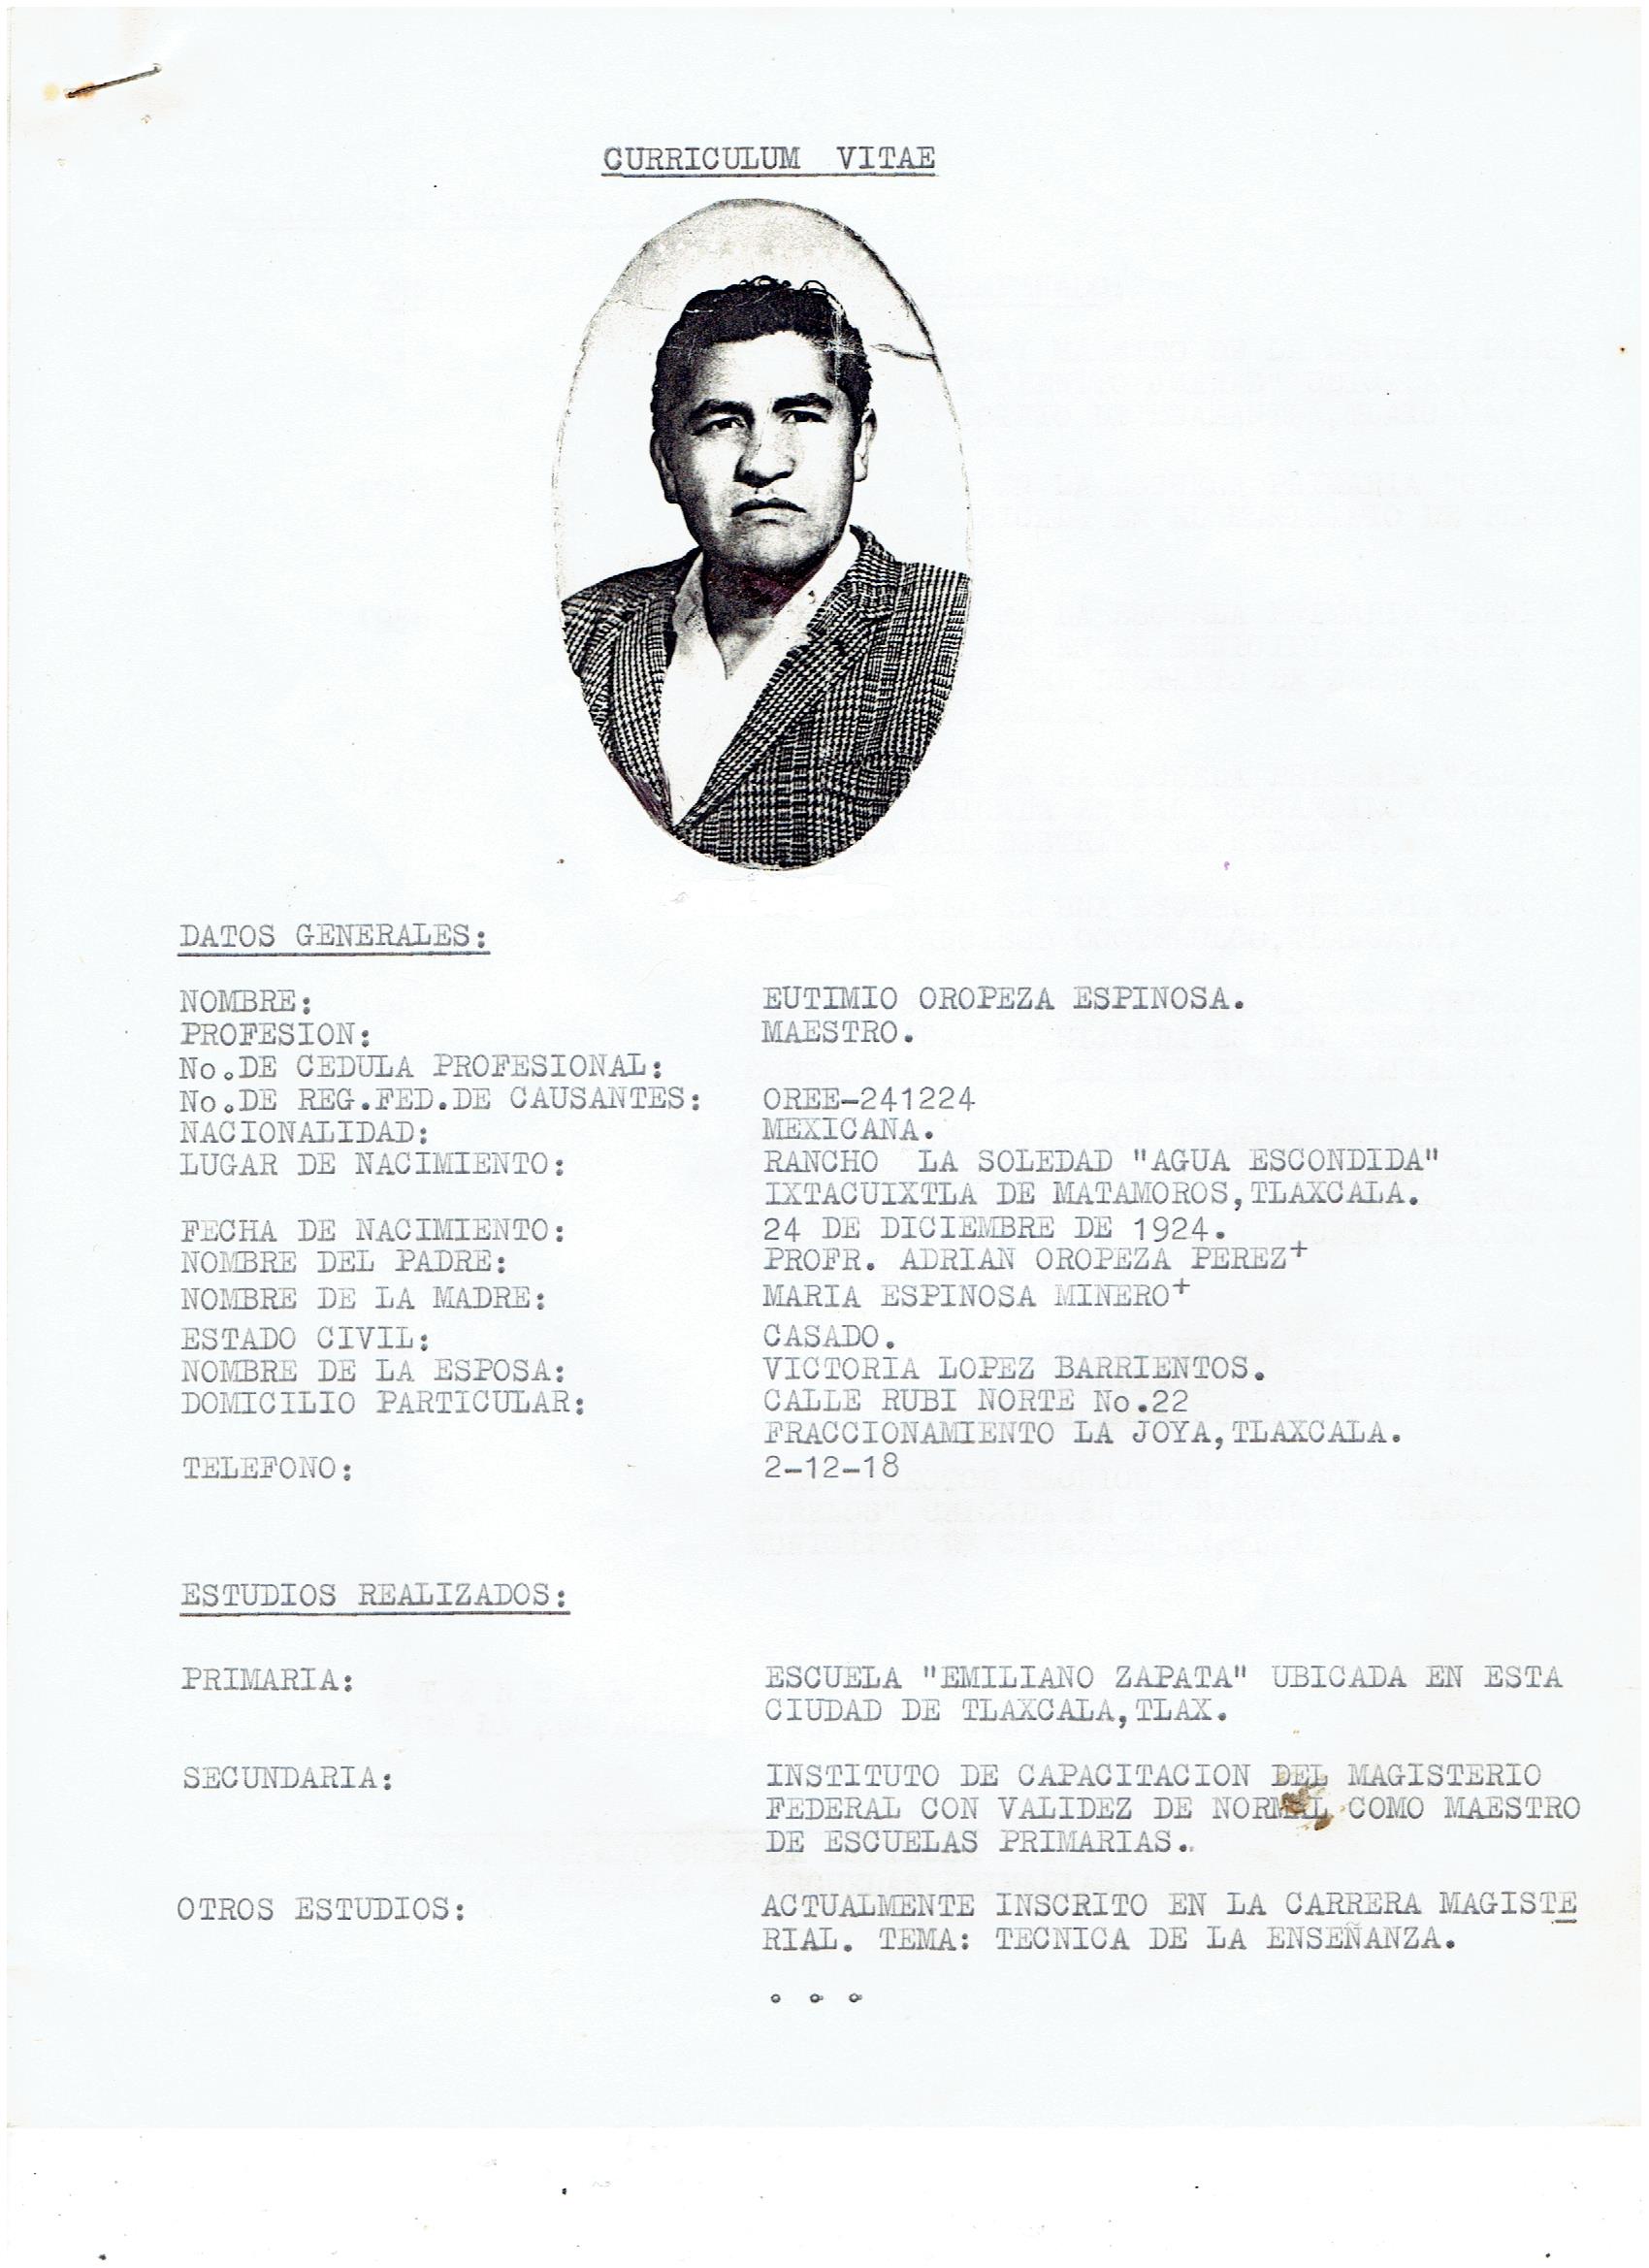 CURRICULUM VITAE
DATOS GENERALES:
NOMBRE: EUTIMIO OROPEZA ESPINOSA.
PROFESION: MAESTRO.
No.DE CEDULA PROFESIONAL:
No.DE REG.FED.DE CAUSANTES: OREE-241224
NACIONALIDAD: MEXICANA.
LUGAR DE NACIMIENTO: RANCHO LA SOLEDAD "AGUA ESCONDIDA"
IXTACUIXTLA DE MATAMOROS,TLAXCALA.
FECHA DE NACIMIENTO: 24 DE DICIEMBRE DE 1924.
NOMBRE DEL PADRE: PROFR. ADRIAN OROPEZA PEREZ+
NOMBRE DE LA MADRE: MARIA ESPINOSA MINERO+
ESTADO CIVIL: CASADO.
NOMBRE DE LA ESPOSA: VICTORIA LOPEZ BARRIENTOS.
DOMICILIO PARTICULAR: CALLE RUBI NORTE No.22
FRACCIONAMIENTO LA JOYA,TLAXCALA.
TELEFONO: 2-12-18
ESTUDIOS REALIZADOS:
PRIMARIA: ESCUELA "EMILIANO ZAPATA" UBICADA EN ESTA
CIUDAD DE TLAXCALA,TLAX.
SECUNDARIA: INSTITUTO DE CAPACITACION DEL MAGISTERIO
FEDERAL CON VALIDEZ DE NORMAL COMO MAESTRO
DE ESCUELAS PRIMARIAS.
OTROS ESTUDIOS: ACTUALMENTE INSCRITO EN LA CARRERA MAGISTE
RIAL. TEMA: TECNICA DE LA ENSEÑANZA.
. . .